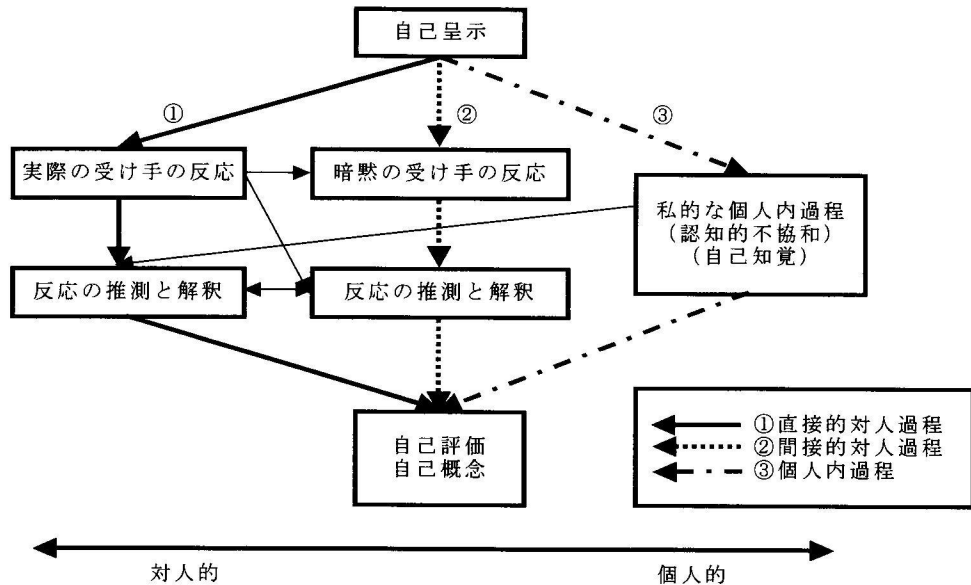 自己呈示
①
②
③
実際の受け手の反応
暗黙の受け手の反応
私的な個人内過程
（認知的不協和）
（自己知覚）
反応の推測と解釈
反応の推測と解釈
自己評価
自己概念
①直接的対人過程
②間接的対人過程
③個人内過程
対人的
個人的